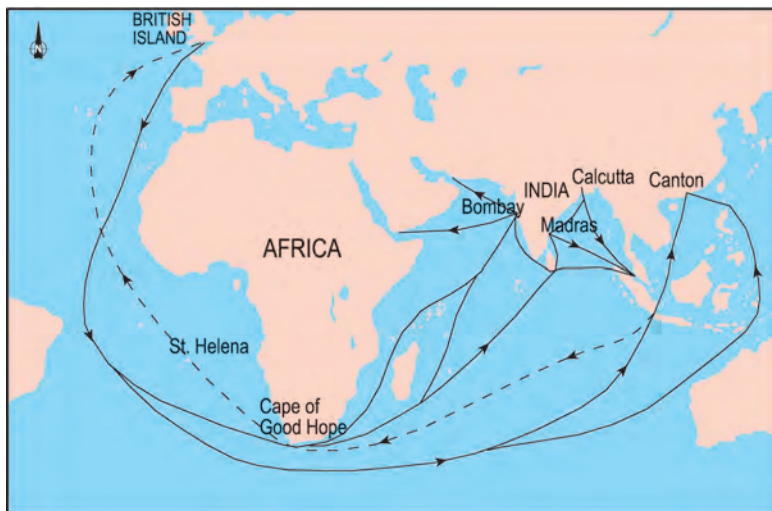 BRITISH
ISLAND
N
INDIA
Calcutta
Canton
Bombay
Madras
AFRICA
St. Helena
Cape of
Good Hope